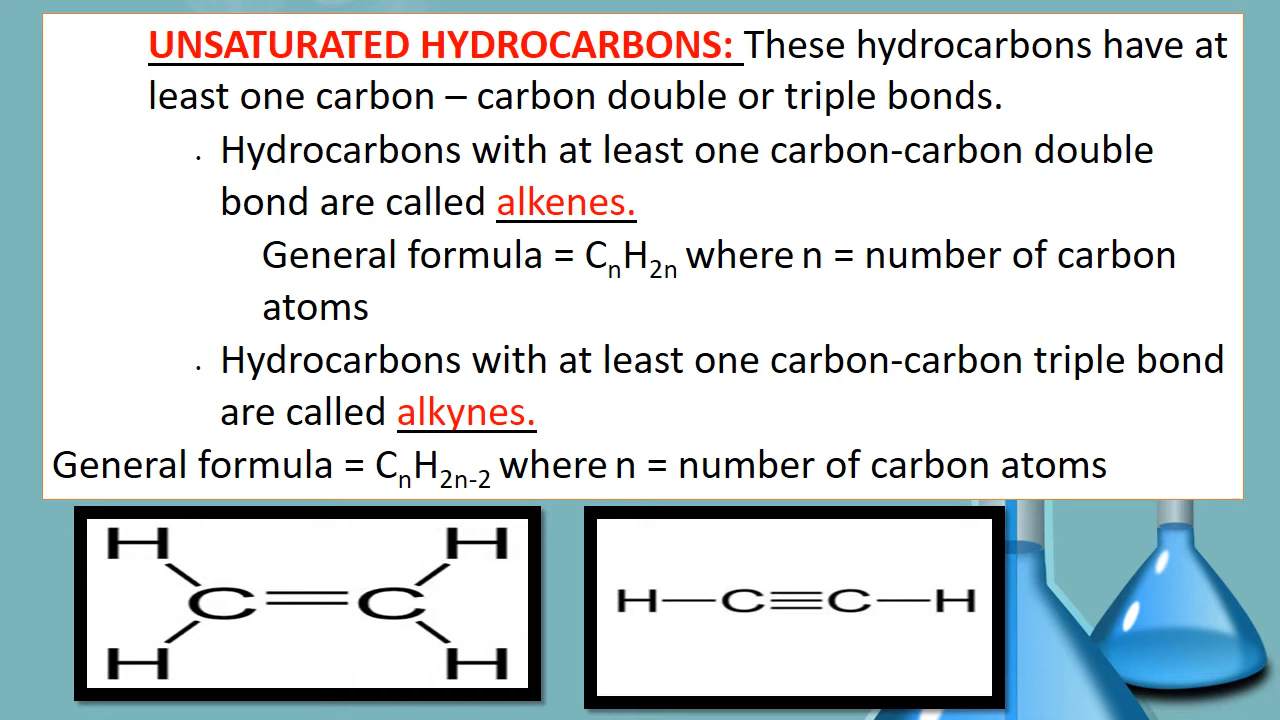 UNSATURATED HYDROCARBONS: These hydrocarbons have at
least one carbon – carbon double or triple bonds.
• Hydrocarbons with at least one carbon-carbon double
bond are called alkenes.
General formula = CₙH₂ₙ where n = number of carbon
atoms
• Hydrocarbons with at least one carbon-carbon triple bond
are called alkynes.
General formula = CₙH₂ₙ₋₂ where n = number of carbon atoms
H H
C=C
H H
H—C≡C—H